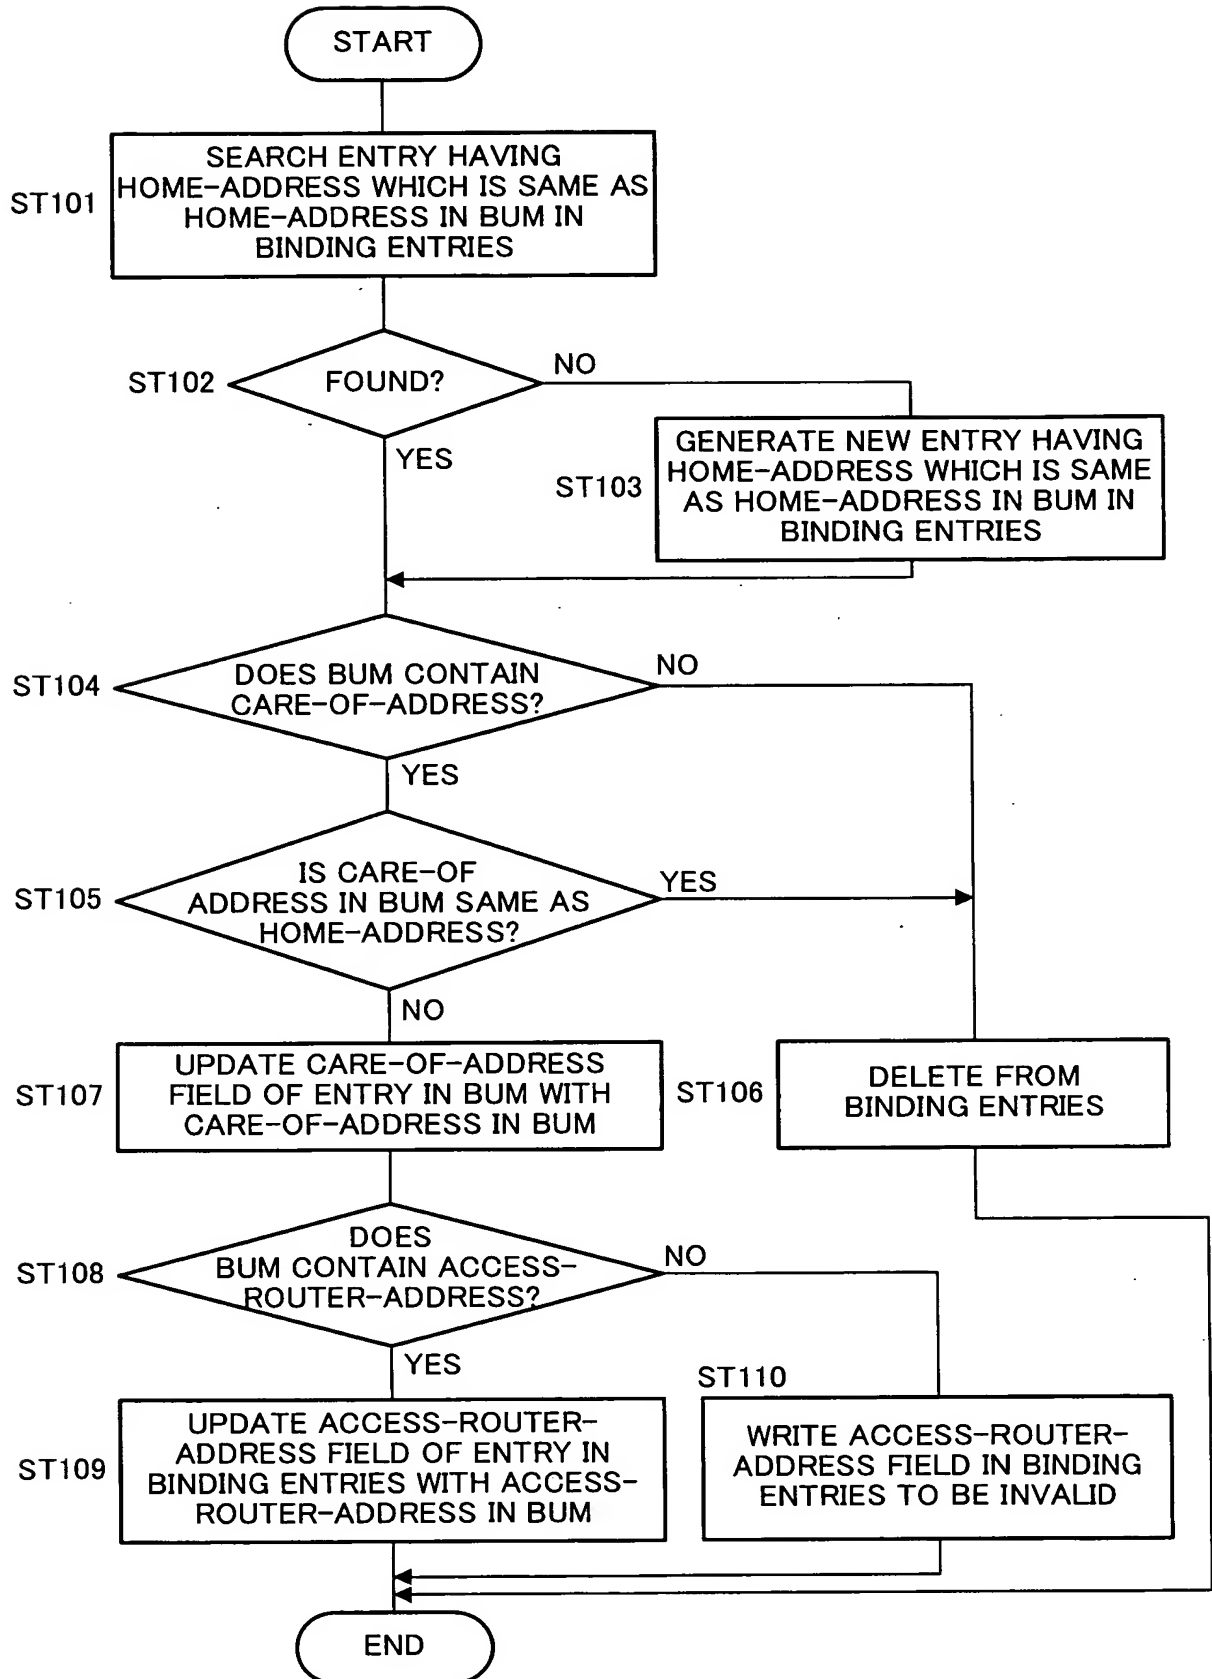 START
ST101
SEARCH ENTRY HAVING
HOME-ADDRESS WHICH IS SAME AS
HOME-ADDRESS IN BUM IN
BINDING ENTRIES
ST102
FOUND?
NO
YES
ST103
GENERATE NEW ENTRY HAVING
HOME-ADDRESS WHICH IS SAME
AS HOME-ADDRESS IN BUM IN
BINDING ENTRIES
ST104
DOES BUM CONTAIN
CARE-OF-ADDRESS?
NO
YES
ST105
IS CARE-OF
ADDRESS IN BUM SAME AS
HOME-ADDRESS?
YES
NO
ST107
UPDATE CARE-OF-ADDRESS
FIELD OF ENTRY IN BUM WITH
CARE-OF-ADDRESS IN BUM
ST106
DELETE FROM
BINDING ENTRIES
ST108
DOES
BUM CONTAIN ACCESS-
ROUTER-ADDRESS?
NO
YES
ST109
UPDATE ACCESS-ROUTER-
ADDRESS FIELD OF ENTRY IN
BINDING ENTRIES WITH ACCESS-
ROUTER-ADDRESS IN BUM
ST110
WRITE ACCESS-ROUTER-
ADDRESS FIELD IN BINDING
ENTRIES TO BE INVALID
END